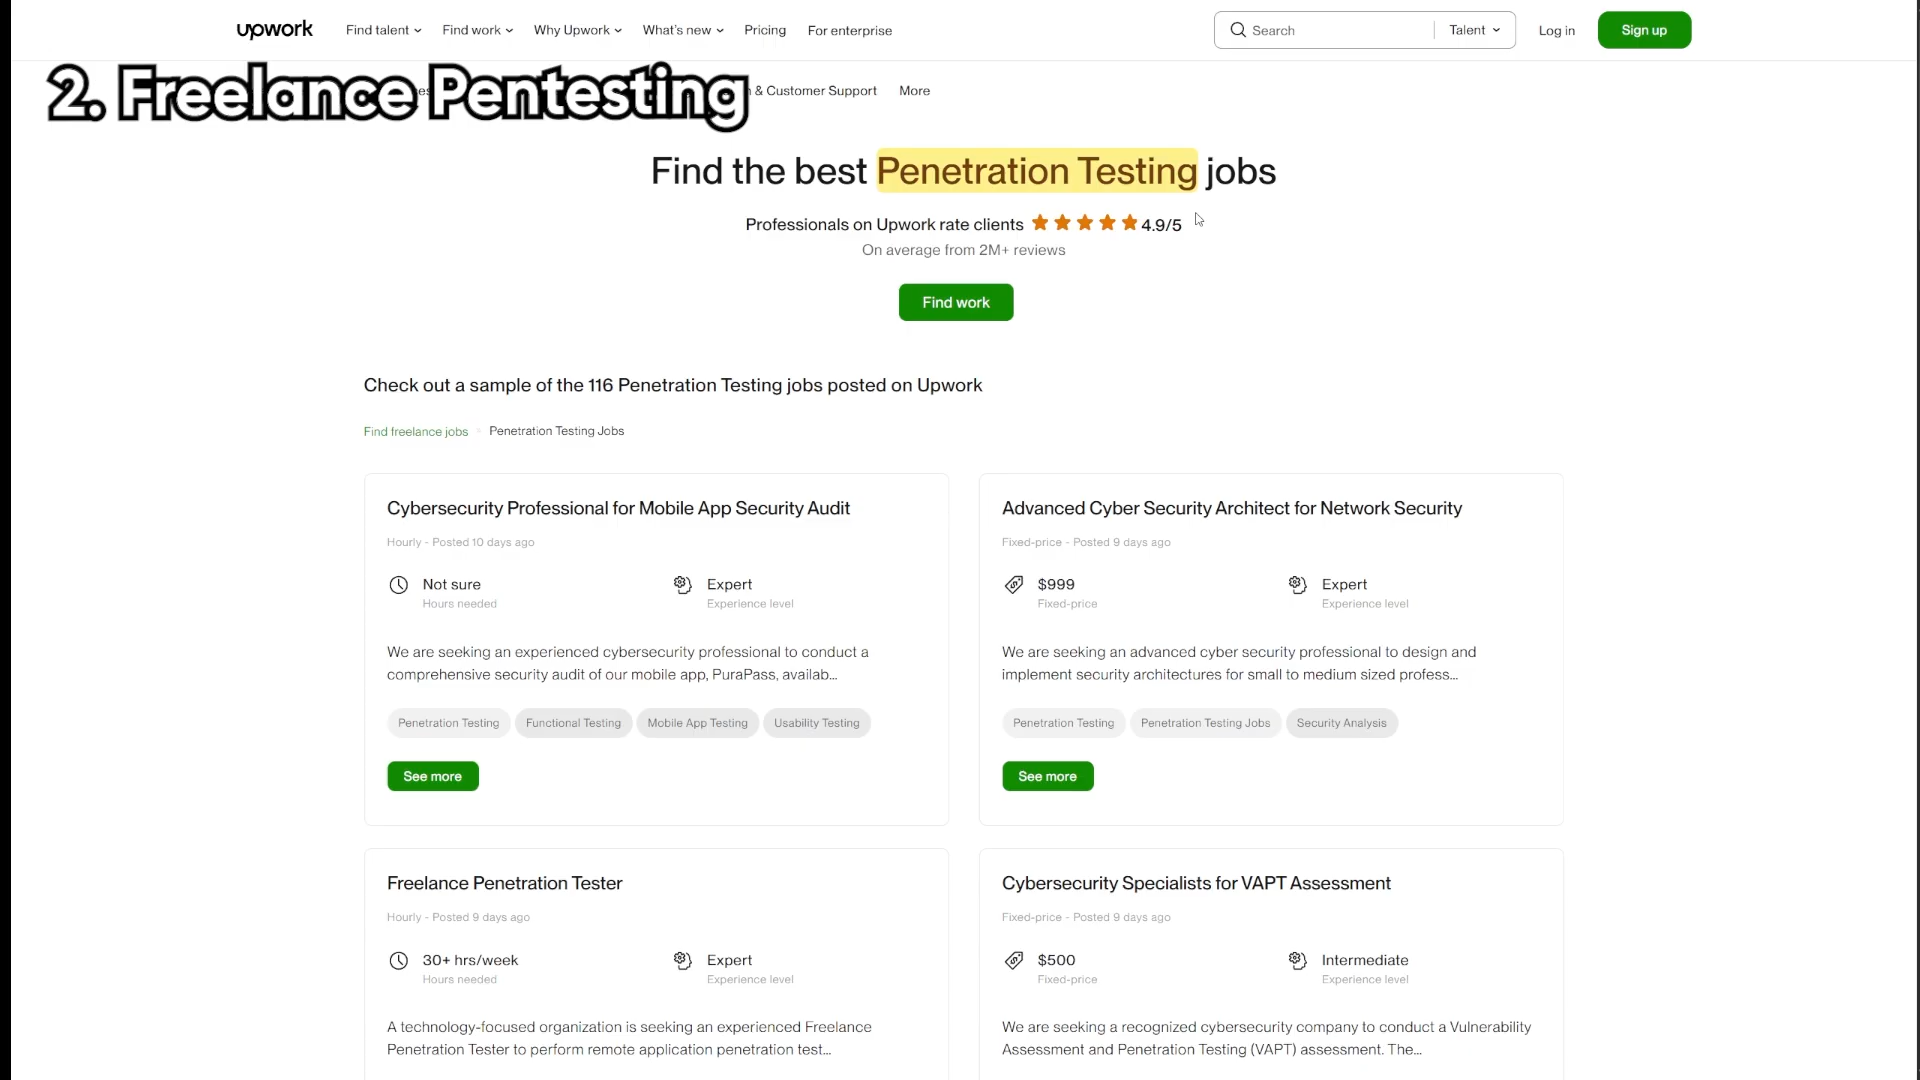 upwork
Find talent
Find work
Why Upwork
What's new
Pricing
For enterprise
Search
Talent
Log in
Sign up
2. Freelance Pentesting
& Customer Support
More
Find the best Penetration Testing jobs
Professionals on Upwork rate clients 4.9/5
On average from 2M+ reviews
Find work
Check out a sample of the 116 Penetration Testing jobs posted on Upwork
Find freelance jobs
Penetration Testing Jobs
Cybersecurity Professional for Mobile App Security Audit
Hourly - Posted 10 days ago
Not sure
Hours needed
Expert
Experience level
We are seeking an experienced cybersecurity professional to conduct a
comprehensive security audit of our mobile app, PuraPass, availab...
Penetration Testing
Functional Testing
Mobile App Testing
Usability Testing
See more
Advanced Cyber Security Architect for Network Security
Fixed-price - Posted 9 days ago
$999
Fixed-price
Expert
Experience level
We are seeking an advanced cyber security professional to design and
implement security architectures for small to medium sized profess...
Penetration Testing
Penetration Testing Jobs
Security Analysis
See more
Freelance Penetration Tester
Hourly - Posted 9 days ago
30+ hrs/week
Hours needed
Expert
Experience level
A technology-focused organization is seeking an experienced Freelance
Penetration Tester to perform remote application penetration test...
Cybersecurity Specialists for VAPT Assessment
Fixed-price - Posted 9 days ago
$500
Fixed-price
Intermediate
Experience level
We are seeking a recognized cybersecurity company to conduct a Vulnerability
Assessment and Penetration Testing (VAPT) assessment. The...